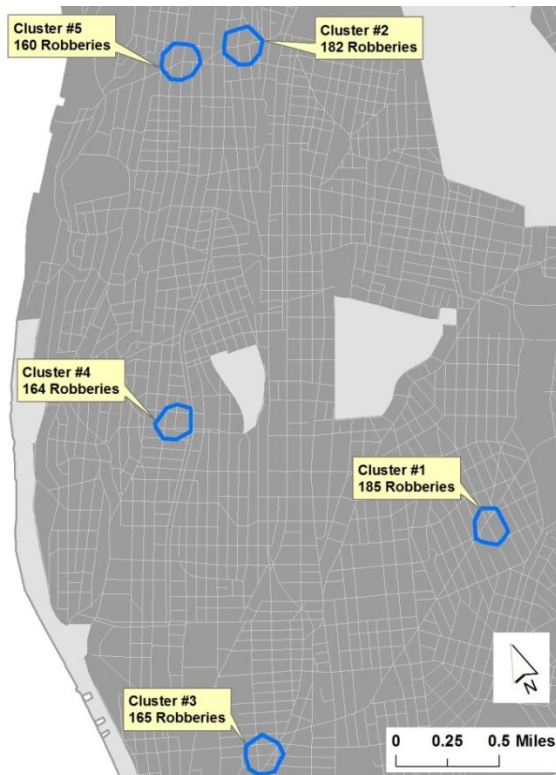 Cluster #5
160 Robberies
Cluster #2
182 Robberies
Cluster #4
164 Robberies
Cluster #1
185 Robberies
Cluster #3
165 Robberies
N
0 0.25 0.5 Miles